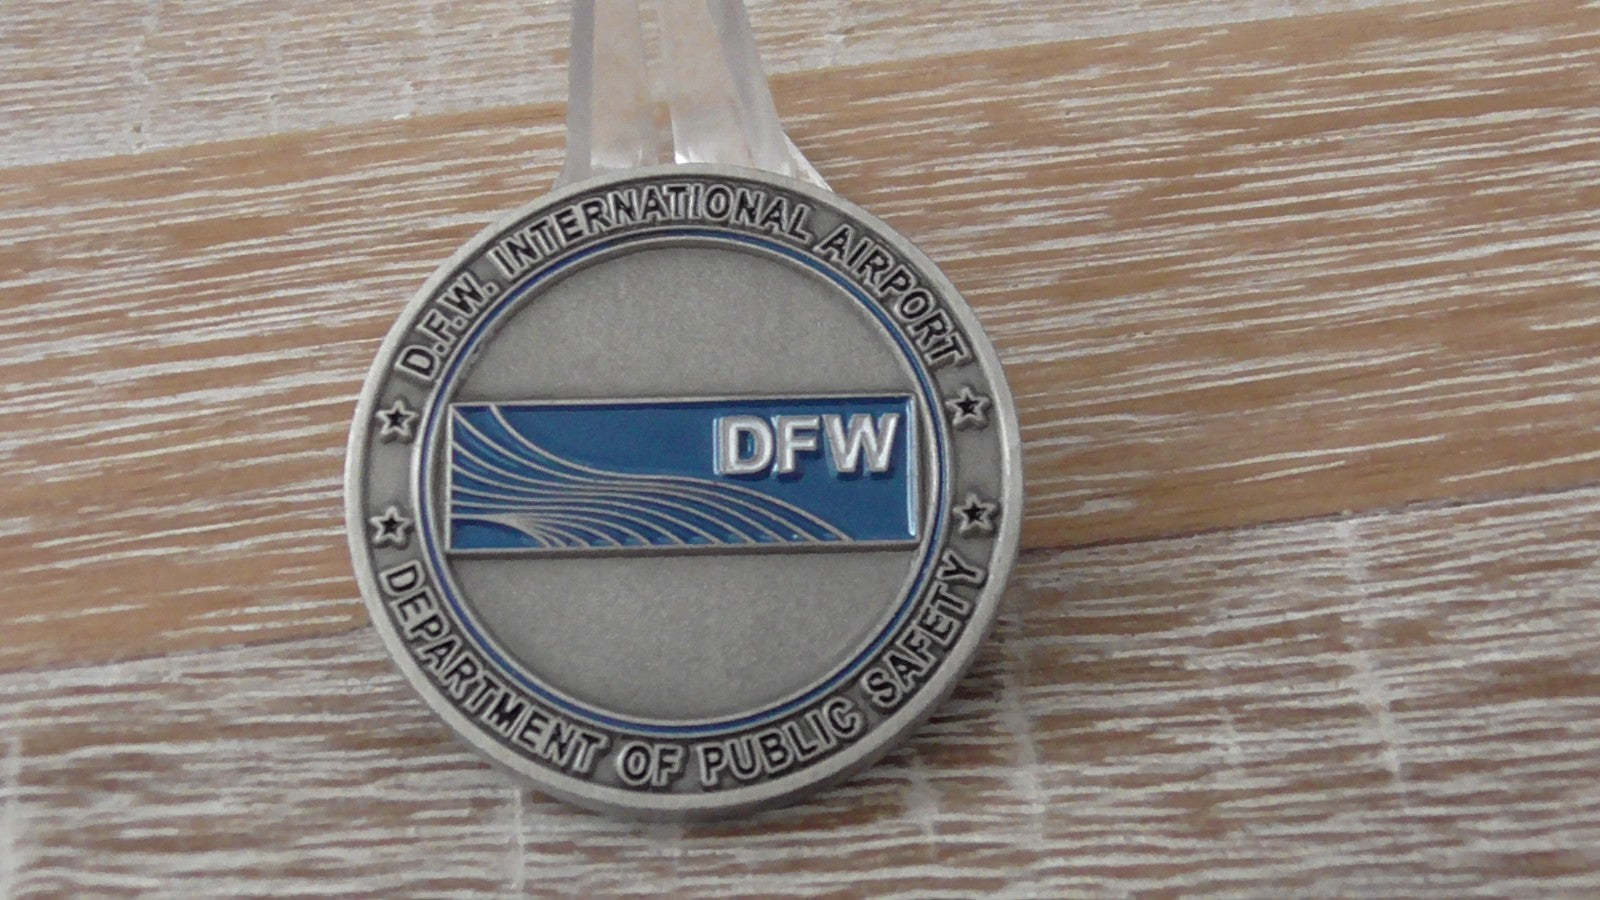 D.F.W. INTERNATIONAL AIRPORT
DFW
DEPARTMENT OF PUBLIC SAFETY